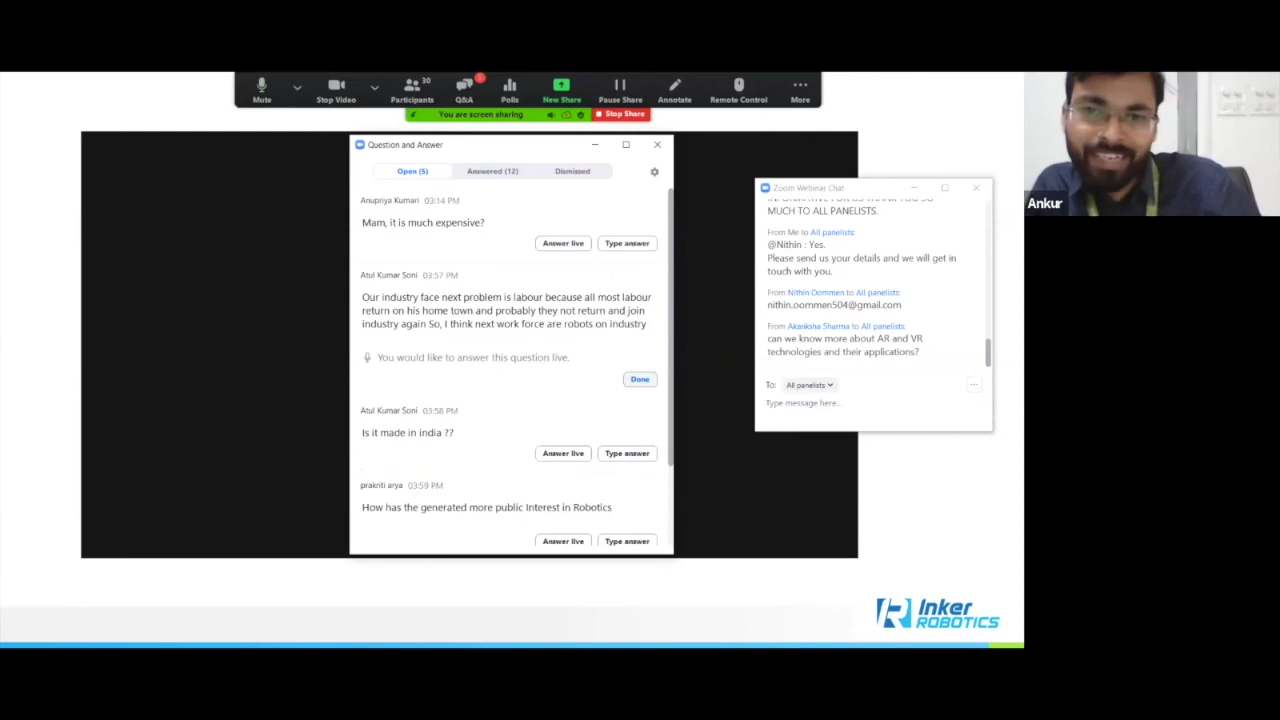 30
Mute
Stop Video
Participants
Q&A
Polls
New Share
Pause Share
Annotate
Remote Control
More
You are screen sharing
Stop Share
Ankur
Question and Answer
Open (5)
Answered (12)
Dismissed
Anupriya Kumari 03:14 PM
Mam, it is much expensive?
Answer live
Type answer
Atul Kumar Soni 03:57 PM
Our industry face next problem is labour because all most labour
return on his home town and probably they not return and join
industry again So, I think next work force are robots on industry
You would like to answer this question live.
Done
Atul Kumar Soni 03:58 PM
Is it made in india ??
Answer live
Type answer
prakriti arya 03:59 PM
How has the generated more public Interest in Robotics
Answer live
Type answer
Zoom Webinar Chat
INFORMATIVE FOR US THANK YOU SO
MUCH TO ALL PANELISTS.
From Me to All panelists:
@Nithin : Yes.
Please send us your details and we will get in
touch with you.
From Nithin Oommen to All panelists:
nithin.oommen504@gmail.com
From Akanksha Sharma to All panelists:
can we know more about AR and VR
technologies and their applications?
To: All panelists
Type message here...
Inker
ROBOTICS